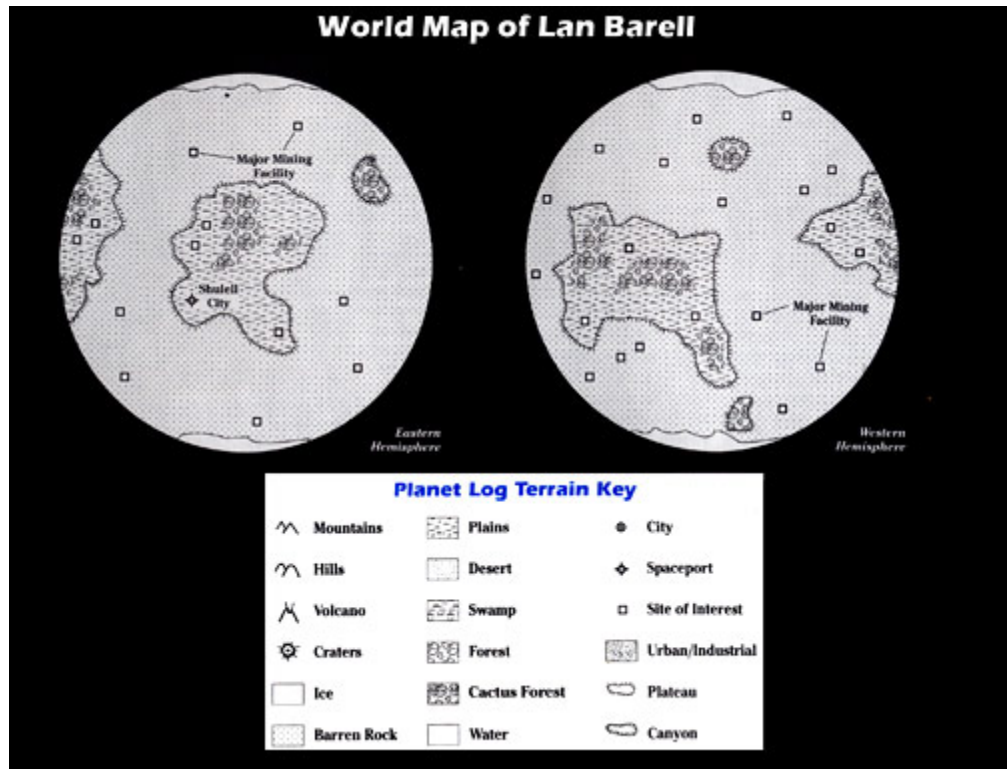 World Map of Lan Barell
Major Mining
Facility
Shuleil
City
Major Mining
Facility
Eastern
Hemisphere
Western
Hemisphere
Planet Log Terrain Key
Mountains
Hills
Volcano
Craters
Ice
Barren Rock
Plains
Desert
Swamp
Forest
Cactus Forest
Water
City
Spaceport
Site of Interest
Urban/Industrial
Plateau
Canyon